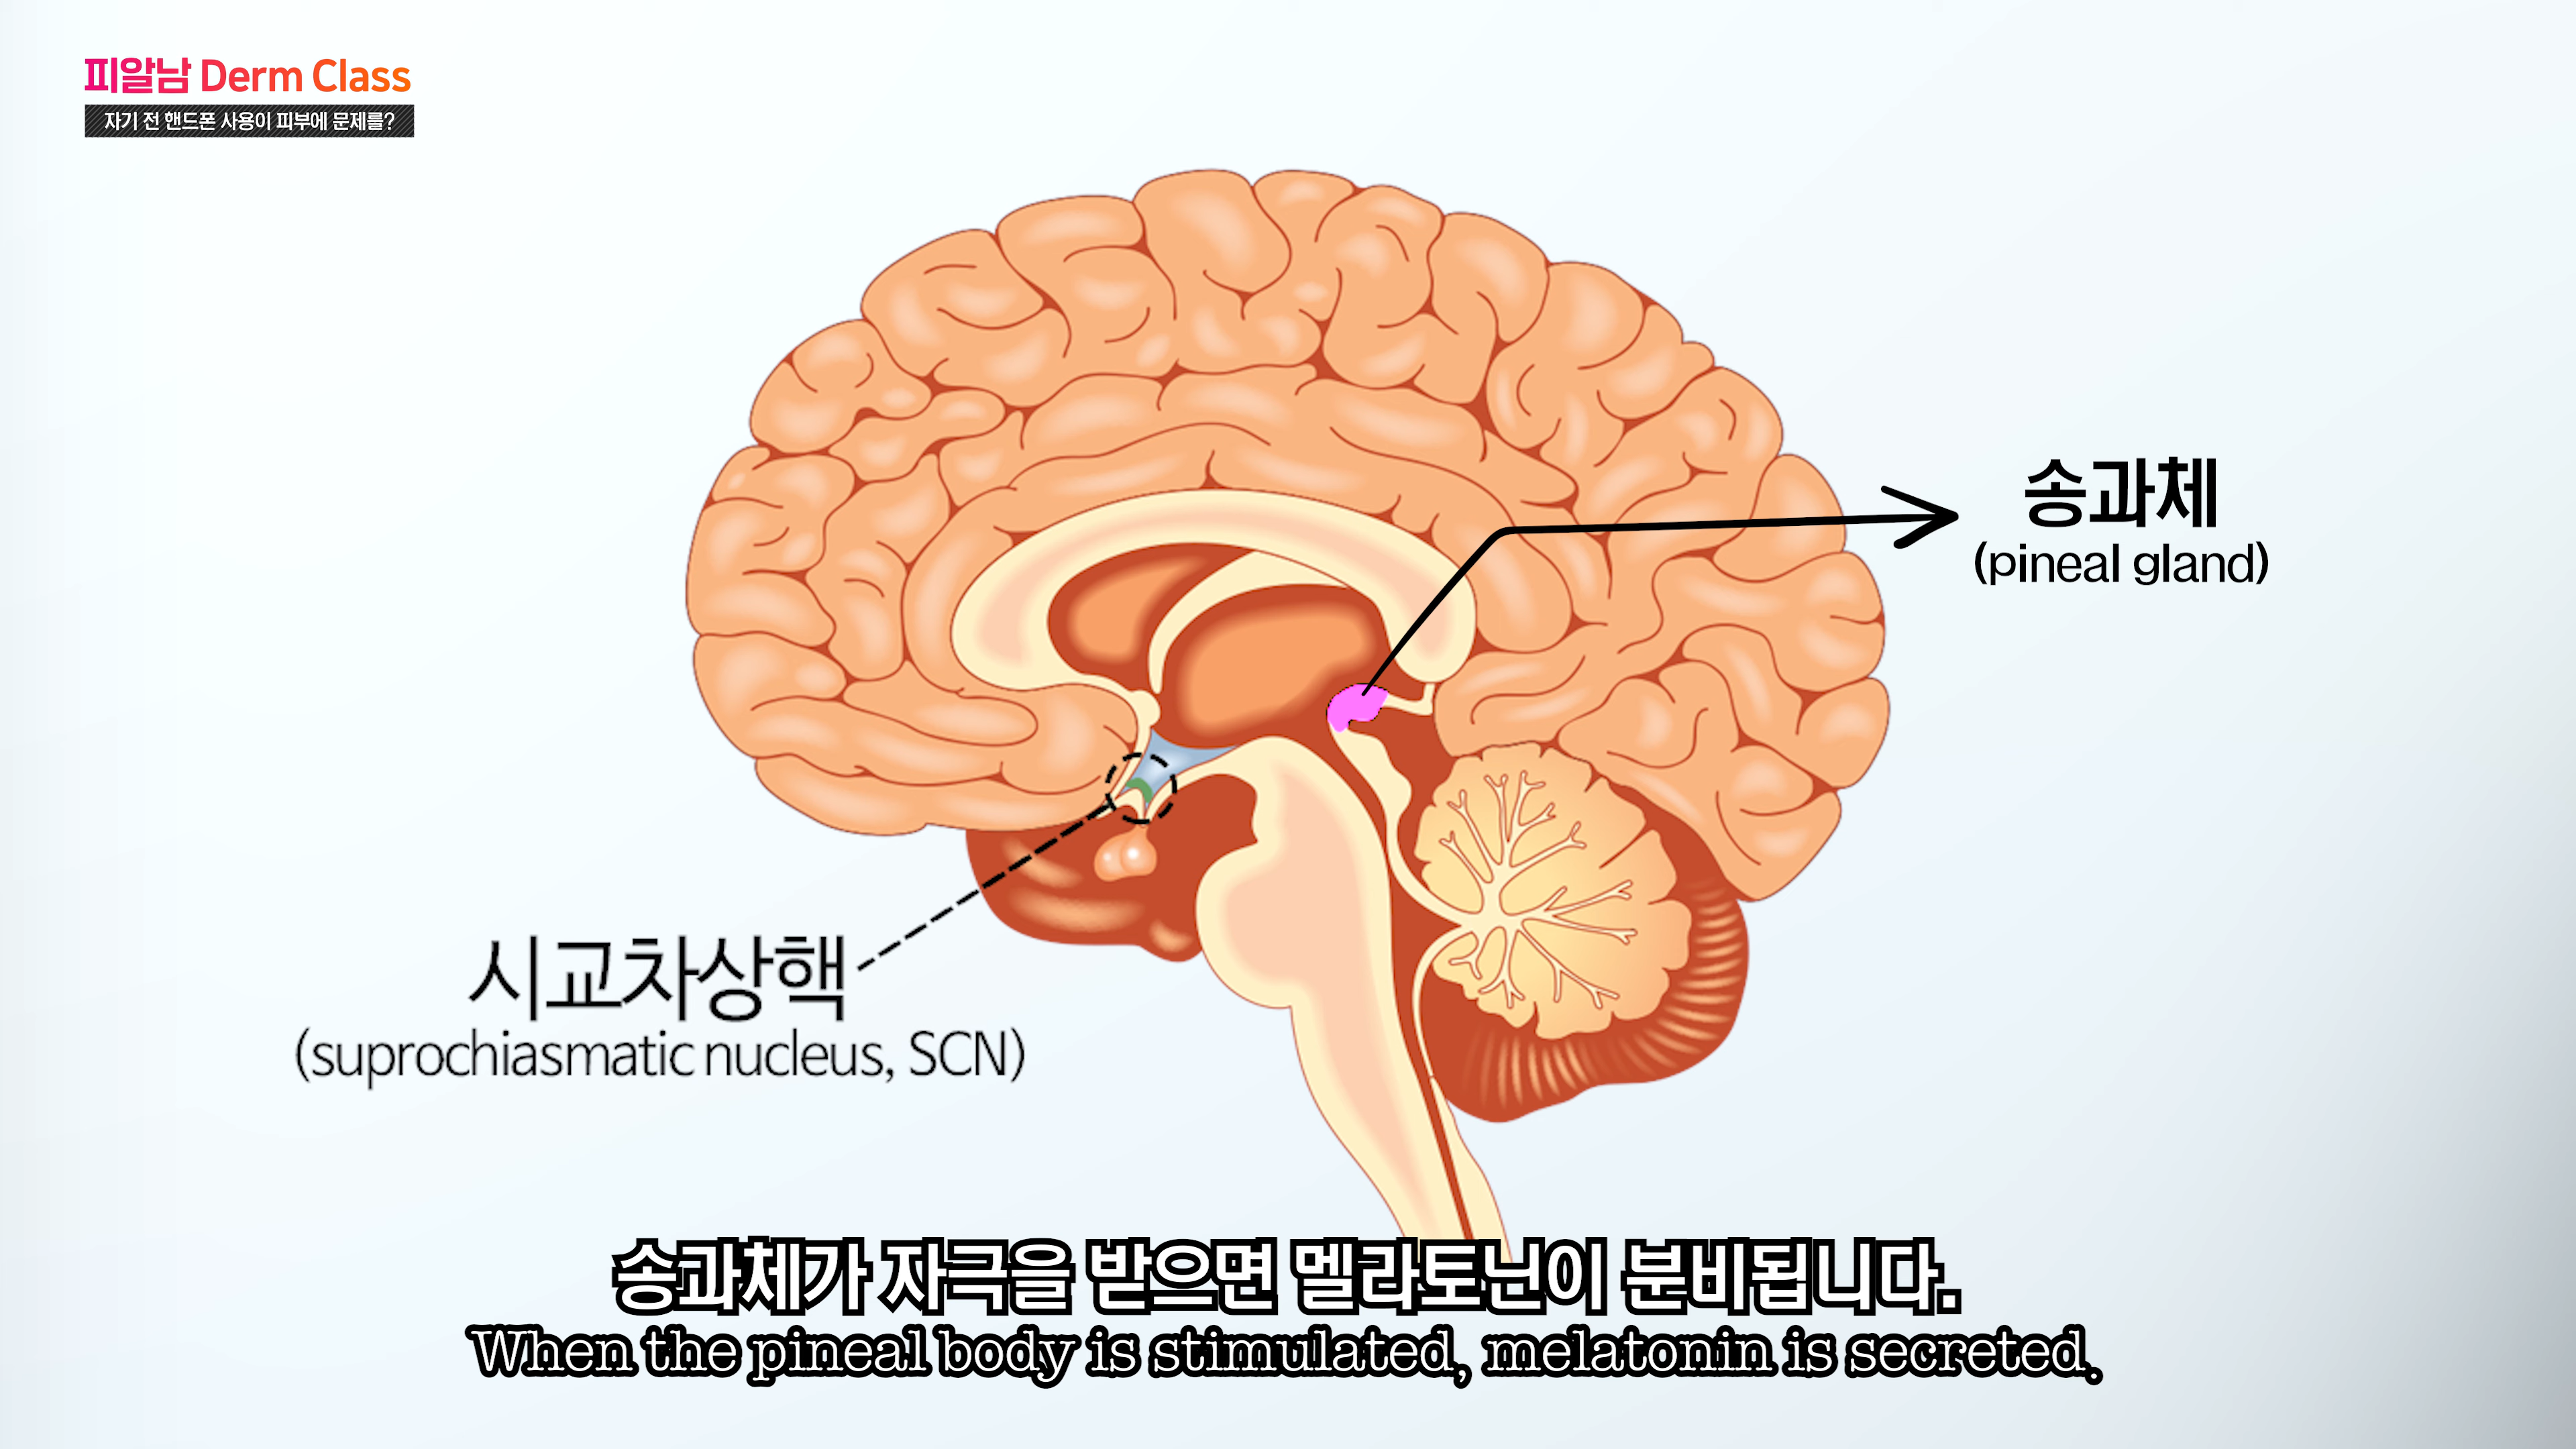 피알남 Derm Class
자기 전 핸드폰 사용이 피부에 문제를?
송과체
(pineal gland)
시교차상핵
(suprochiasmatic nucleus, SCN)
송과체가 자극을 받으면 멜라토닌이 분비됩니다.
When the pineal body is stimulated, melatonin is secreted.